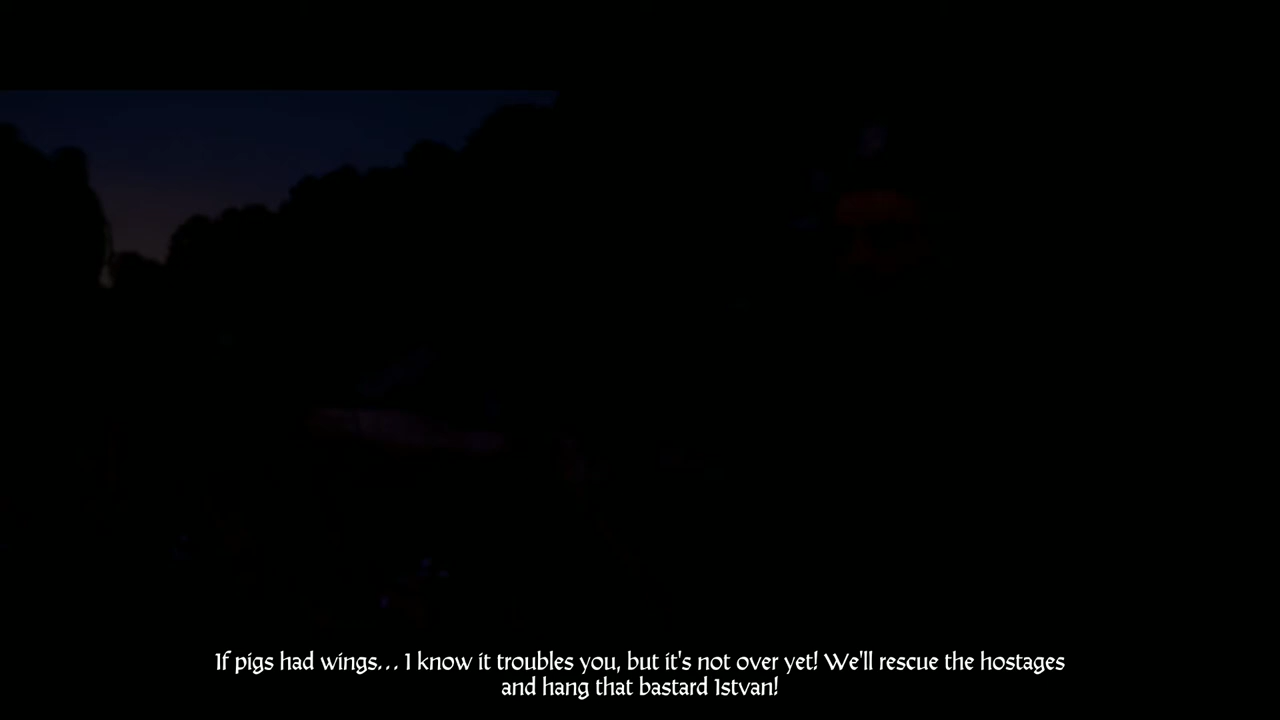 If pigs had wings... I know it troubles you, but it's not over yet! We'll rescue the hostages
and hang that bastard Istvan!